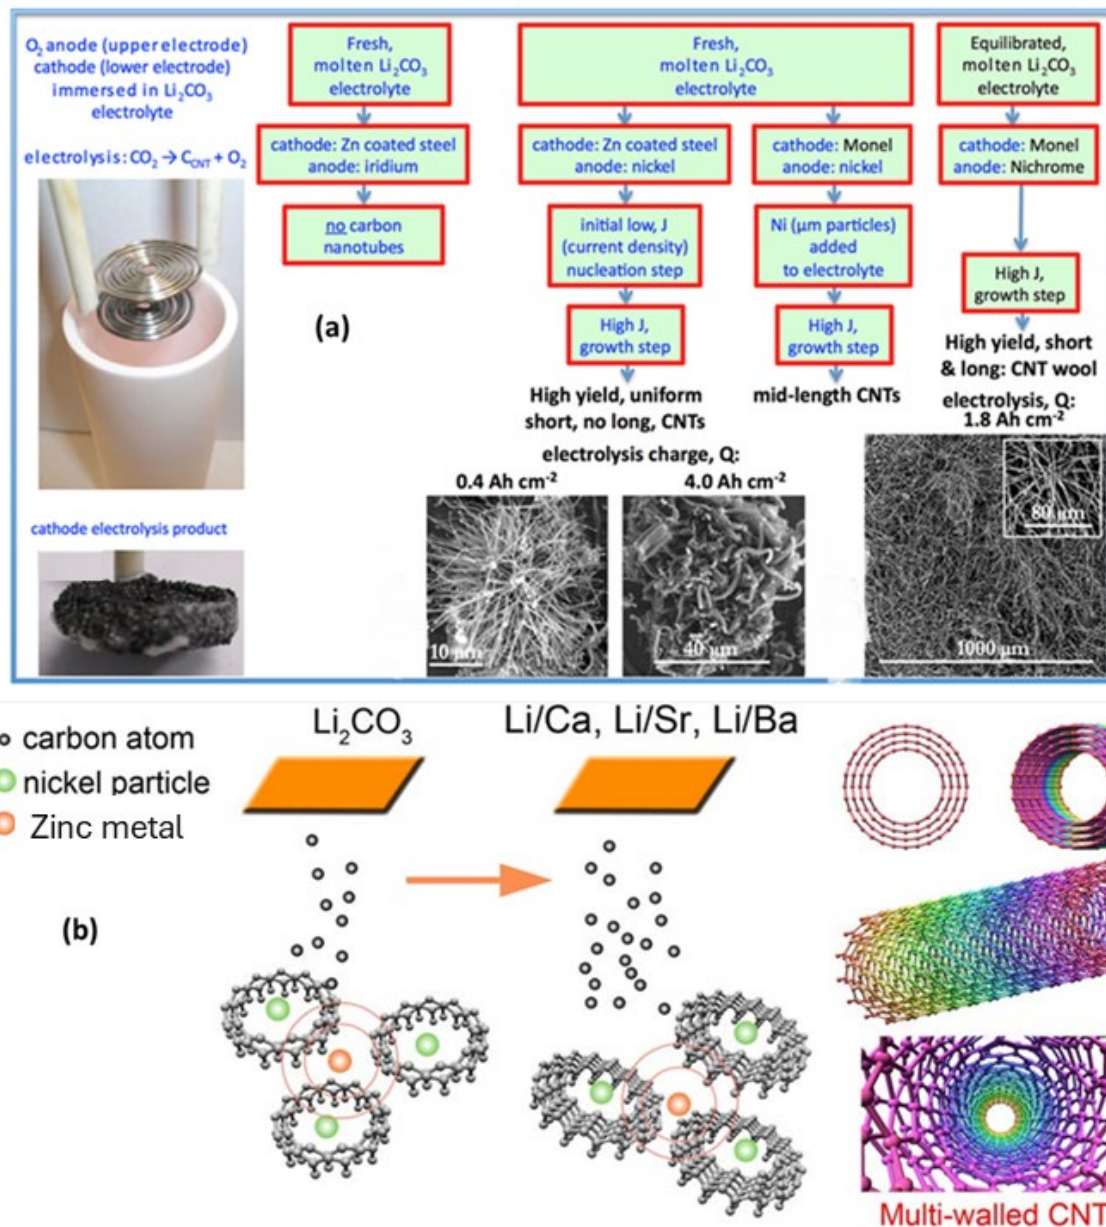 O₂ anode (upper electrode)
cathode (lower electrode)
immersed in Li₂CO₃
electrolyte
electrolysis: CO₂ → C_CNT + O₂
cathode electrolysis product
Fresh,
molten Li₂CO₃
electrolyte
cathode: Zn coated steel
anode: iridium
no carbon
nanotubes
(a)
Fresh,
molten Li₂CO₃
electrolyte
cathode: Zn coated steel
anode: nickel
initial low, J
(current density)
nucleation step
High J,
growth step
High yield, uniform
short, no long, CNTs
cathode: Monel
anode: nickel
Ni (μm particles)
added
to electrolyte
High J,
growth step
mid-length CNTs
electrolysis charge, Q:
0.4 Ah cm⁻²
4.0 Ah cm⁻²
10 μm
40 μm
Equilibrated,
molten Li₂CO₃
electrolyte
cathode: Monel
anode: Nichrome
High J,
growth step
High yield, short
& long: CNT wool
electrolysis, Q:
1.8 Ah cm⁻²
80 μm
1000 μm
carbon atom
nickel particle
Zinc metal
(b)
Li₂CO₃
Li/Ca, Li/Sr, Li/Ba
Multi-walled CNT